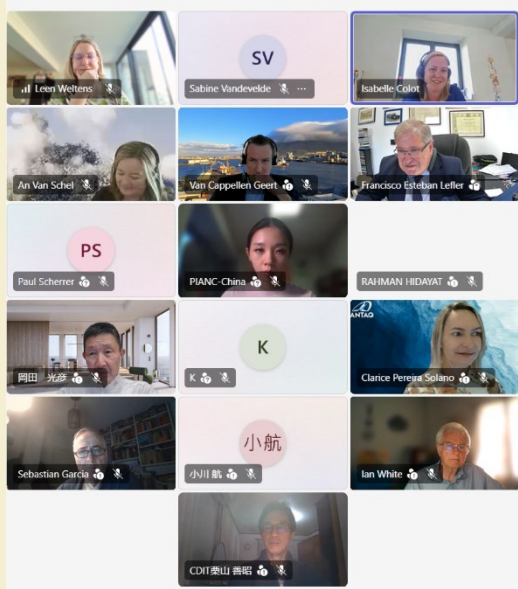 Leen Weltens
SV
Sabine Vandevelde
Isabelle Colot
An Van Schel
Van Cappellen Geert
Francisco Esteban Lefler
PS
Paul Scherrer
PIANC-China
RAHMAN HIDAYAT
岡田 光彦
K
K
ANTAQ
Clarice Pereira Solano
Sebastian Garcia
小航
小川 航
Ian White
CDIT栗山 善昭